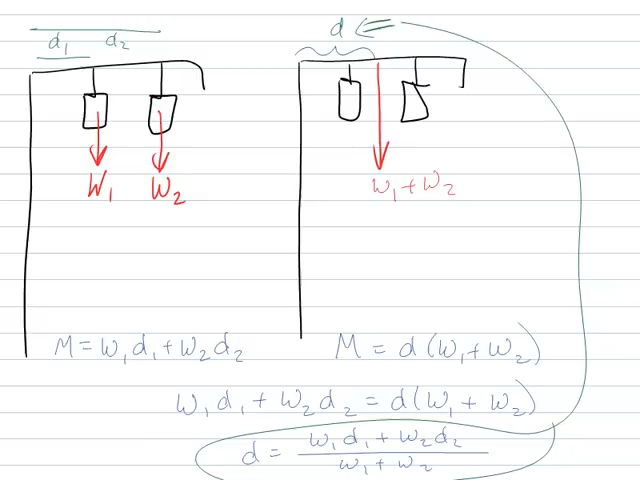 d₁ d₂
d
W₁ W₂
W₁ + W₂
M = W₁d₁ + W₂d₂
M = d(W₁ + W₂)
W₁d₁ + W₂d₂ = d(W₁ + W₂)
d = (W₁d₁ + W₂d₂) / (W₁ + W₂)